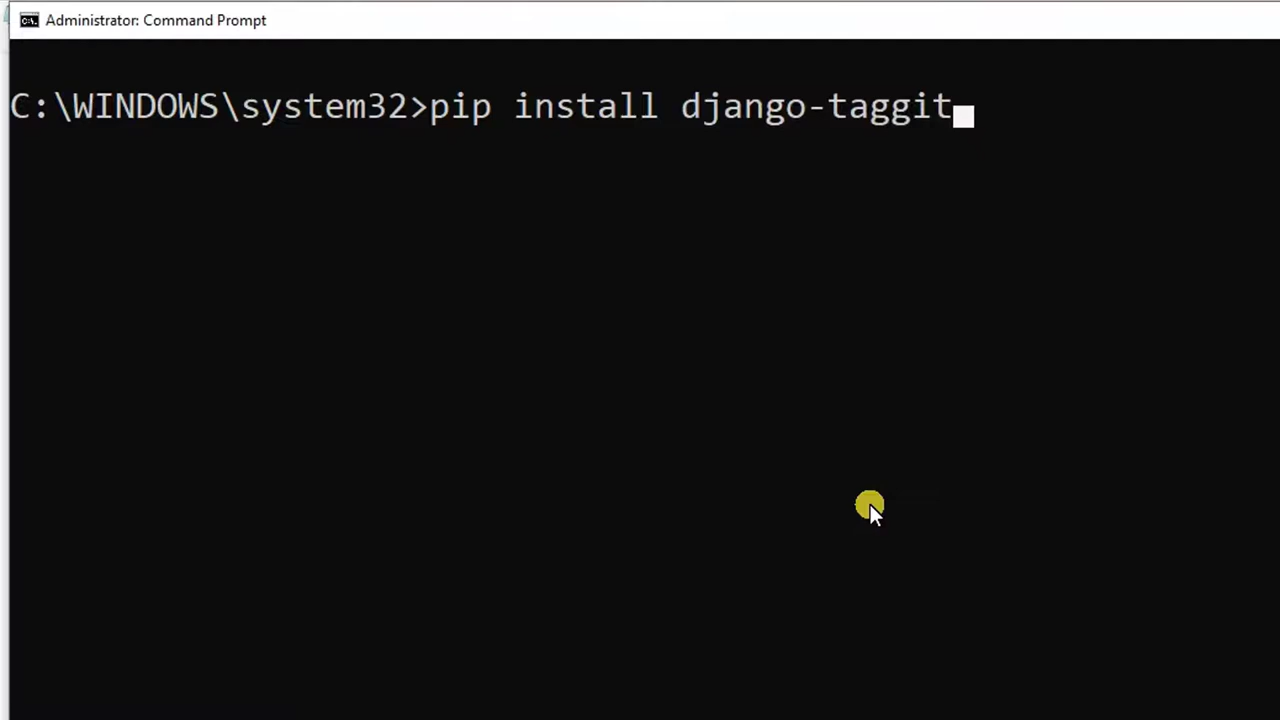 Administrator: Command Prompt
C:\WINDOWS\system32>pip install django-taggit